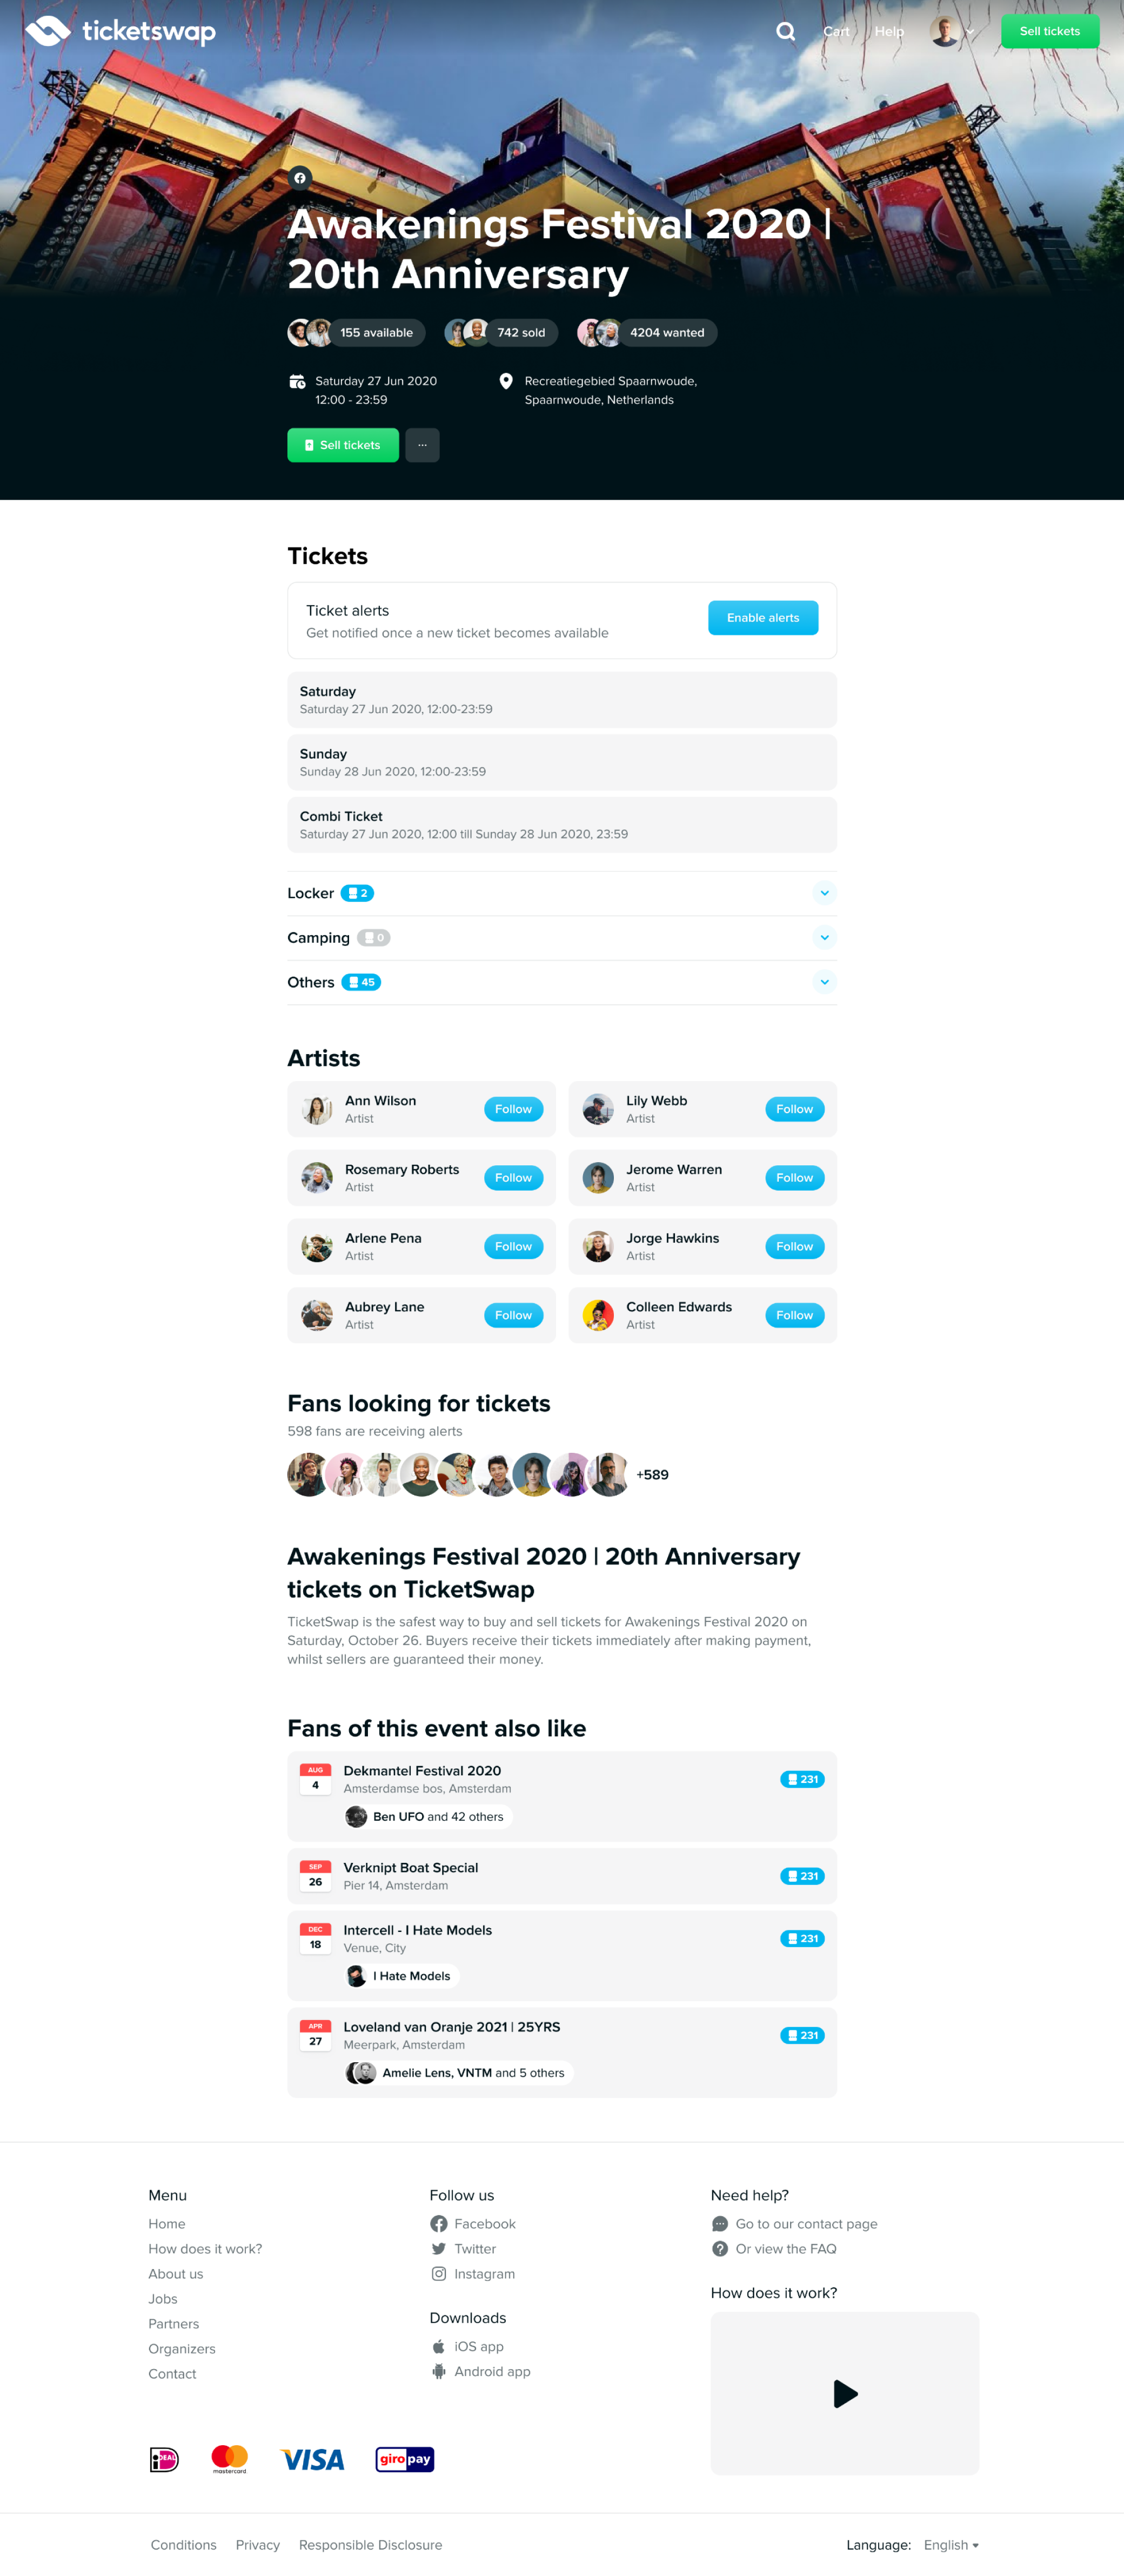 ticketswap
Cart
Help
Sell tickets
Awakenings Festival 2020 |
20th Anniversary
155 available
742 sold
4204 wanted
Saturday 27 Jun 2020
12:00 - 23:59
Recreatiegebied Spaarnwoude,
Spaarnwoude, Netherlands
Sell tickets
...
Tickets
Ticket alerts
Get notified once a new ticket becomes available
Enable alerts
Saturday
Saturday 27 Jun 2020, 12:00-23:59
Sunday
Sunday 28 Jun 2020, 12:00-23:59
Combi Ticket
Saturday 27 Jun 2020, 12:00 till Sunday 28 Jun 2020, 23:59
Locker 2
Camping 0
Others 45
Artists
Ann Wilson
Artist
Follow
Lily Webb
Artist
Follow
Rosemary Roberts
Artist
Follow
Jerome Warren
Artist
Follow
Arlene Pena
Artist
Follow
Jorge Hawkins
Artist
Follow
Aubrey Lane
Artist
Follow
Colleen Edwards
Artist
Follow
Fans looking for tickets
598 fans are receiving alerts
+589
Awakenings Festival 2020 | 20th Anniversary
tickets on TicketSwap
TicketSwap is the safest way to buy and sell tickets for Awakenings Festival 2020 on
Saturday, October 26. Buyers receive their tickets immediately after making payment,
whilst sellers are guaranteed their money.
Fans of this event also like
AUG
4
Dekmantel Festival 2020
Amsterdamse bos, Amsterdam
Ben UFO and 42 others
231
SEP
26
Verknipt Boat Special
Pier 14, Amsterdam
231
DEC
18
Intercell - I Hate Models
Venue, City
I Hate Models
231
APR
27
Loveland van Oranje 2021 | 25YRS
Meerpark, Amsterdam
Amelie Lens, VNTM and 5 others
231
Menu
Home
How does it work?
About us
Jobs
Partners
Organizers
Contact
Follow us
Facebook
Twitter
Instagram
Downloads
iOS app
Android app
Need help?
Go to our contact page
Or view the FAQ
How does it work?
iDEAL
mastercard
VISA
giropay
Conditions
Privacy
Responsible Disclosure
Language: English